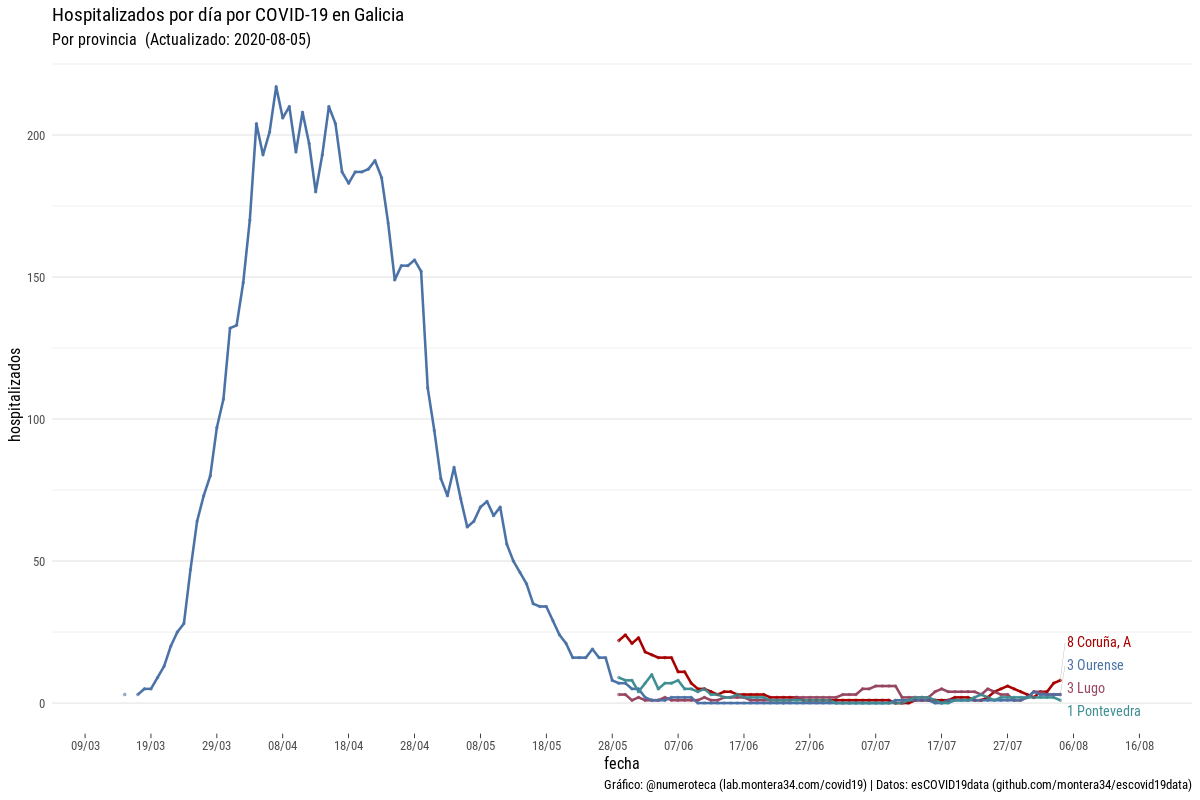 Hospitalizados por día por COVID-19 en Galicia
Por provincia  (Actualizado: 2020-08-05)
hospitalizados
200
150
100
50
0
8 Coruña, A
3 Ourense
3 Lugo
1 Pontevedra
09/03 19/03 29/03 08/04 18/04 28/04 08/05 18/05 28/05 07/06 17/06 27/06 07/07 17/07 27/07 06/08 16/08
fecha
Gráfico: @numeroteca (lab.montera34.com/covid19) | Datos: esCOVID19data (github.com/montera34/escovid19data)